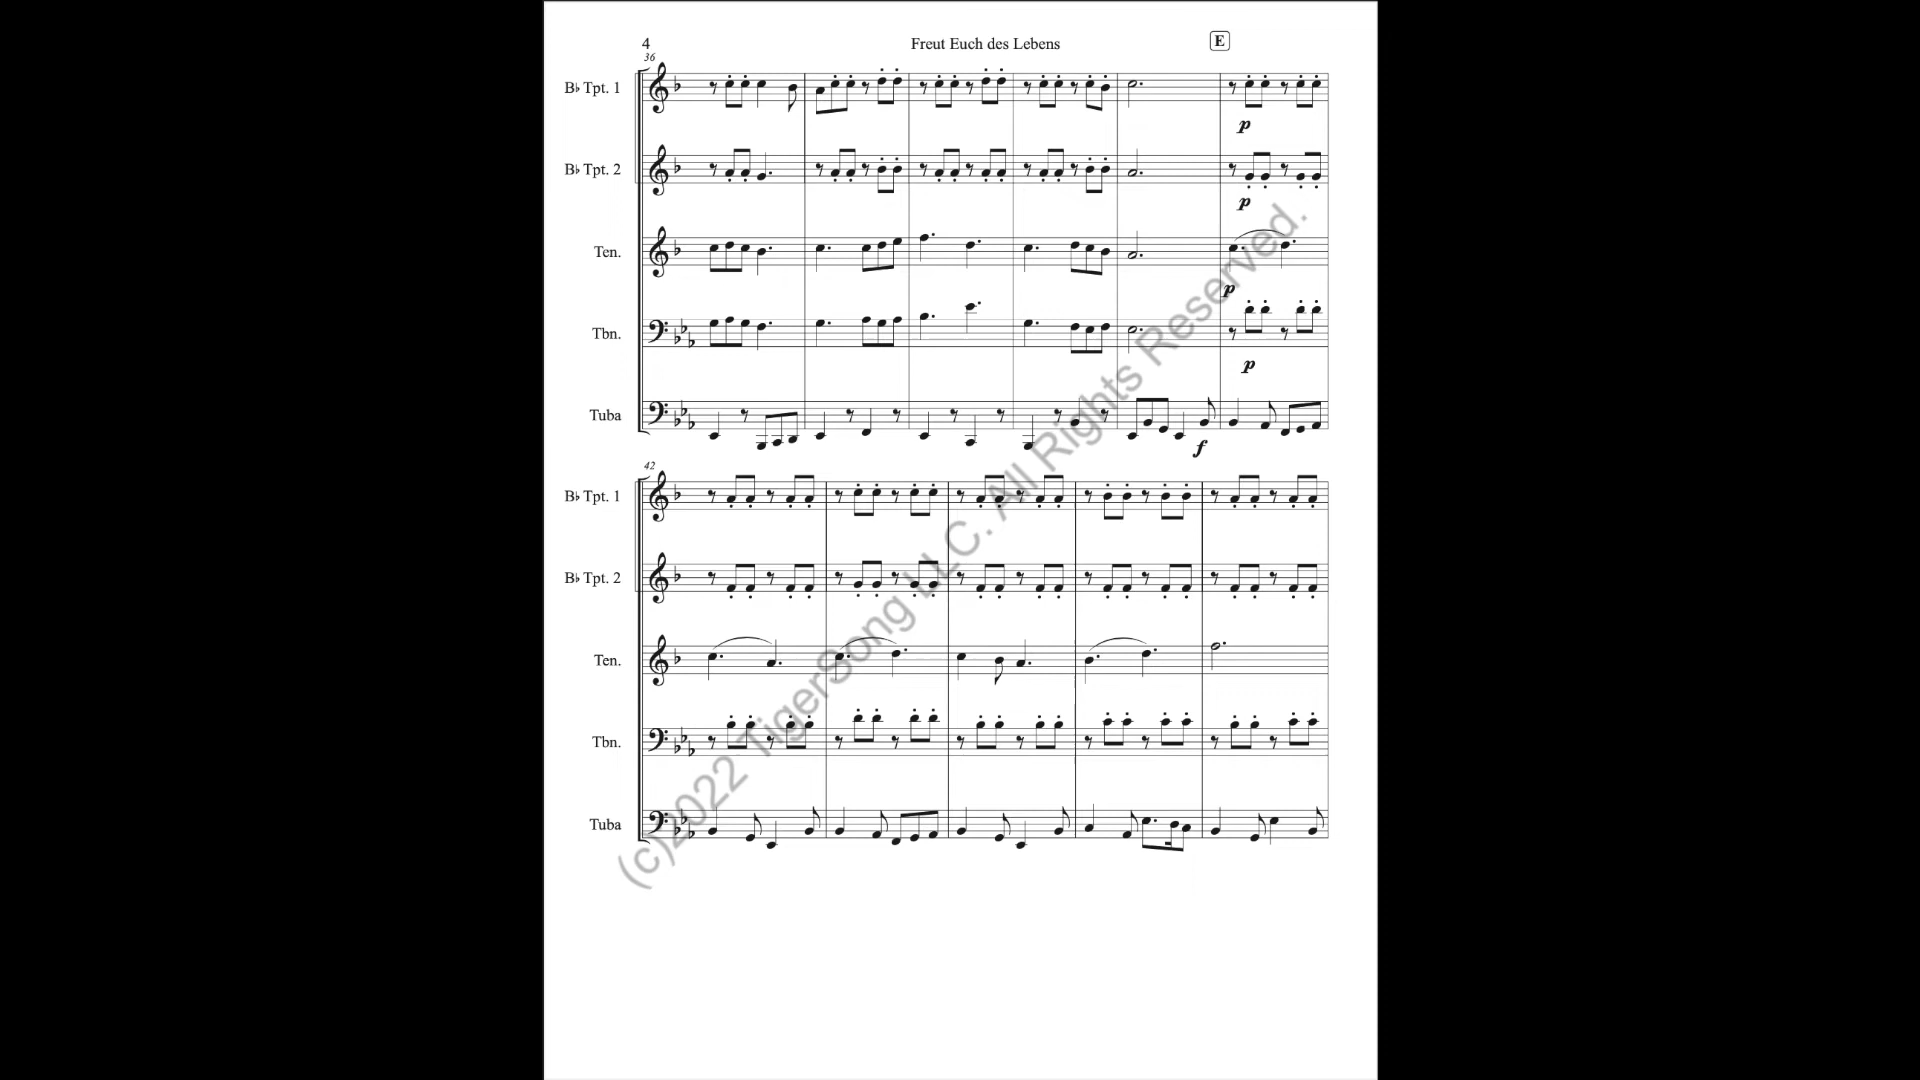 4 Freut Euch des Lebens E
36
B♭ Tpt. 1
p
B♭ Tpt. 2
p
Ten.
p
Tbn.
p
Tuba
f
42
B♭ Tpt. 1
B♭ Tpt. 2
Ten.
Tbn.
Tuba
(c)2022 TigerSong LLC. All Rights Reserved.